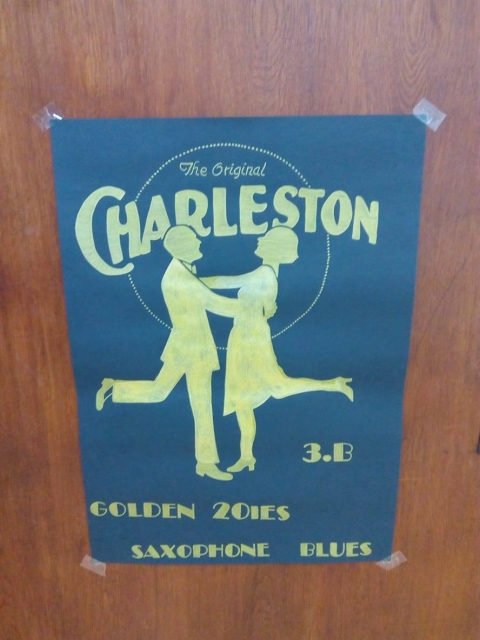 The Original
CHARLESTON
3.B
GOLDEN 20IES
SAXOPHONE BLUES